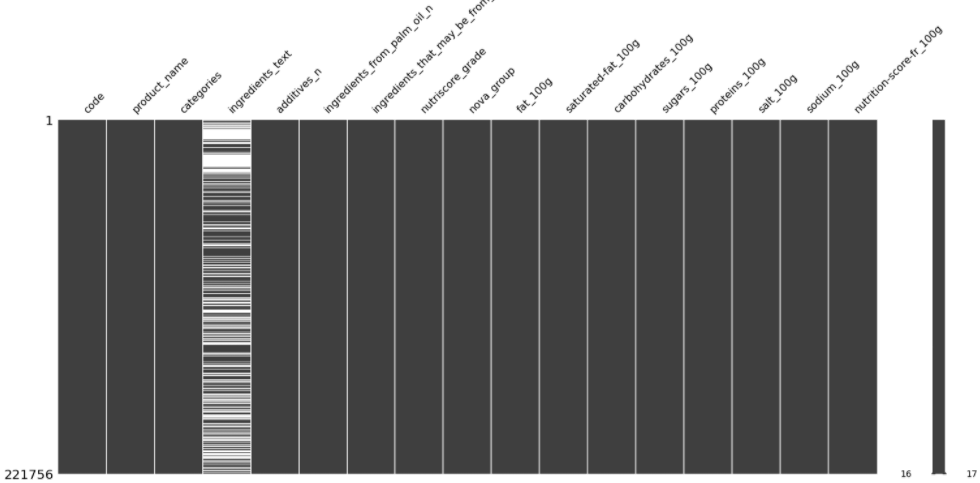 code
product_name
categories
ingredients_text
additives_n
ingredients_from_palm_oil_n
ingredients_that_may_be_from_
nutriscore_grade
nova_group
fat_100g
saturated-fat_100g
carbohydrates_100g
sugars_100g
proteins_100g
salt_100g
sodium_100g
nutrition-score-fr_100g
1
221756
16
17